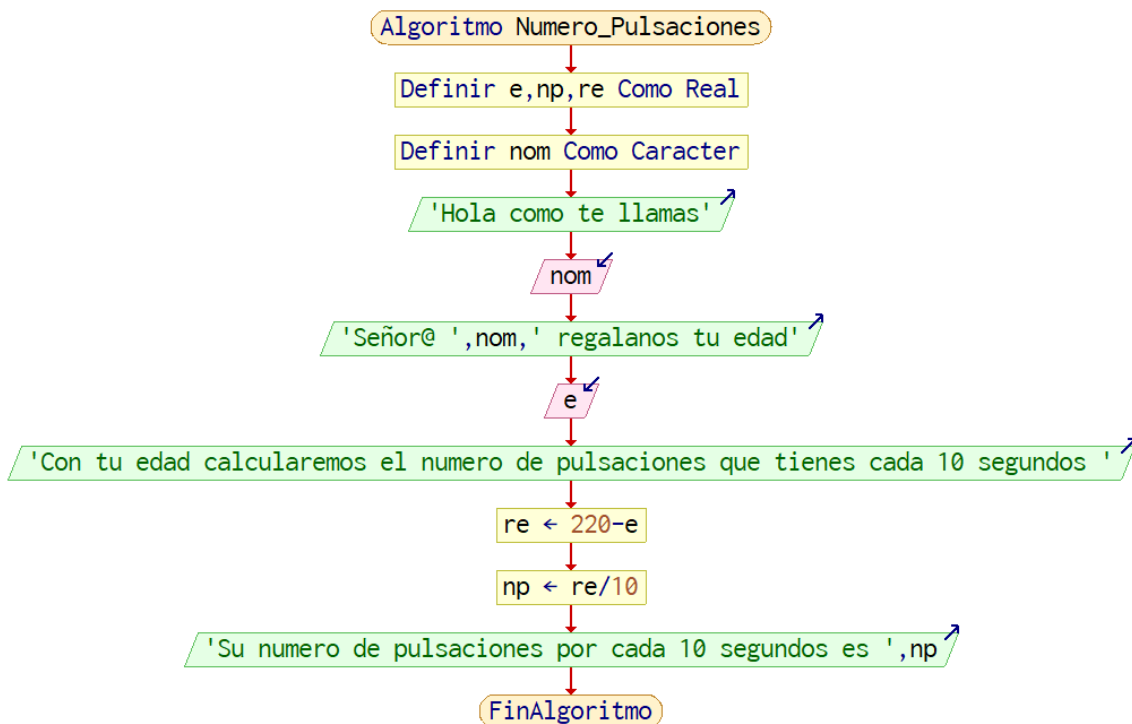 Algoritmo Numero_Pulsaciones
Definir e,np,re Como Real
Definir nom Como Caracter
'Hola como te llamas'
nom
'Señor@ ',nom,' regalanos tu edad'
e
'Con tu edad calcularemos el numero de pulsaciones que tienes cada 10 segundos '
re ← 220-e
np ← re/10
'Su numero de pulsaciones por cada 10 segundos es ',np
FinAlgoritmo